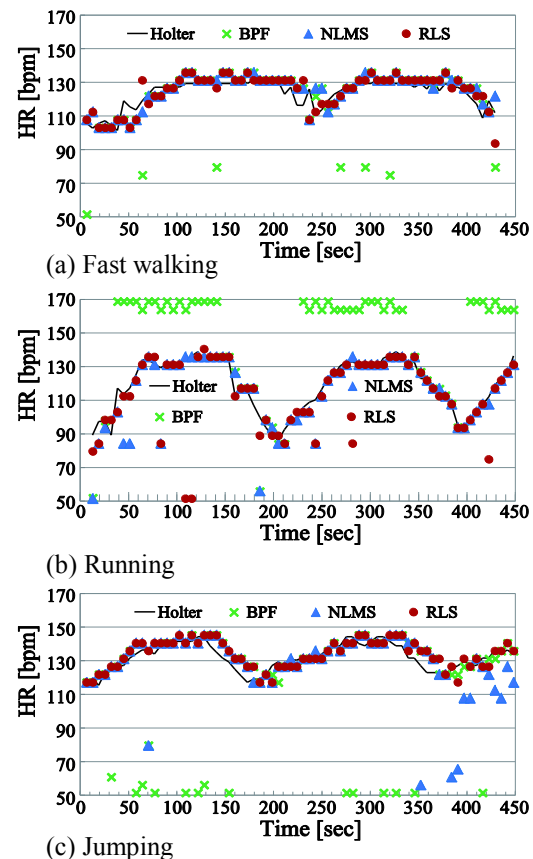 170
150
130
110
90
70
50
HR [bpm]
Holter
BPF
NLMS
RLS
0 50 100 150 200 250 300 350 400 450
Time [sec]
(a) Fast walking
170
150
130
110
90
70
50
HR [bpm]
Holter
NLMS
BPF
RLS
0 50 100 150 200 250 300 350 400 450
Time [sec]
(b) Running
170
150
130
110
90
70
50
HR [bpm]
Holter
BPF
NLMS
RLS
0 50 100 150 200 250 300 350 400 450
Time [sec]
(c) Jumping